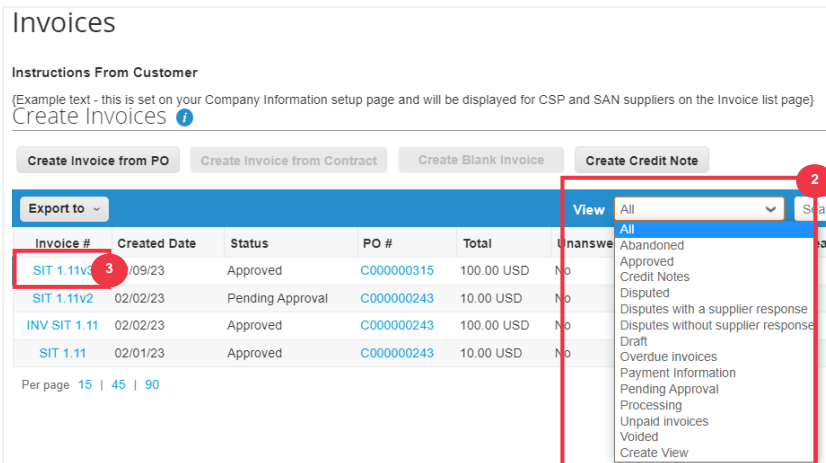 Invoices
Instructions From Customer
{Example text - this is set on your Company Information setup page and will be displayed for CSP and SAN suppliers on the Invoice list page}
Create Invoices i
Create Invoice from PO Create Invoice from Contract Create Blank Invoice Create Credit Note
2
Export to View All Sea
Invoice # Created Date Status PO # Total Unanswe
SIT 1.11v3 3 /09/23 Approved C000000315 100.00 USD No
SIT 1.11v2 02/02/23 Pending Approval C000000243 10.00 USD No
INV SIT 1.11 02/02/23 Approved C000000243 100.00 USD No
SIT 1.11 02/01/23 Approved C000000243 10.00 USD No
All
Abandoned
Approved
Credit Notes
Disputed
Disputes with a supplier response
Disputes without supplier response
Draft
Overdue invoices
Payment Information
Pending Approval
Processing
Unpaid invoices
Voided
Create View
Per page 15 | 45 | 90